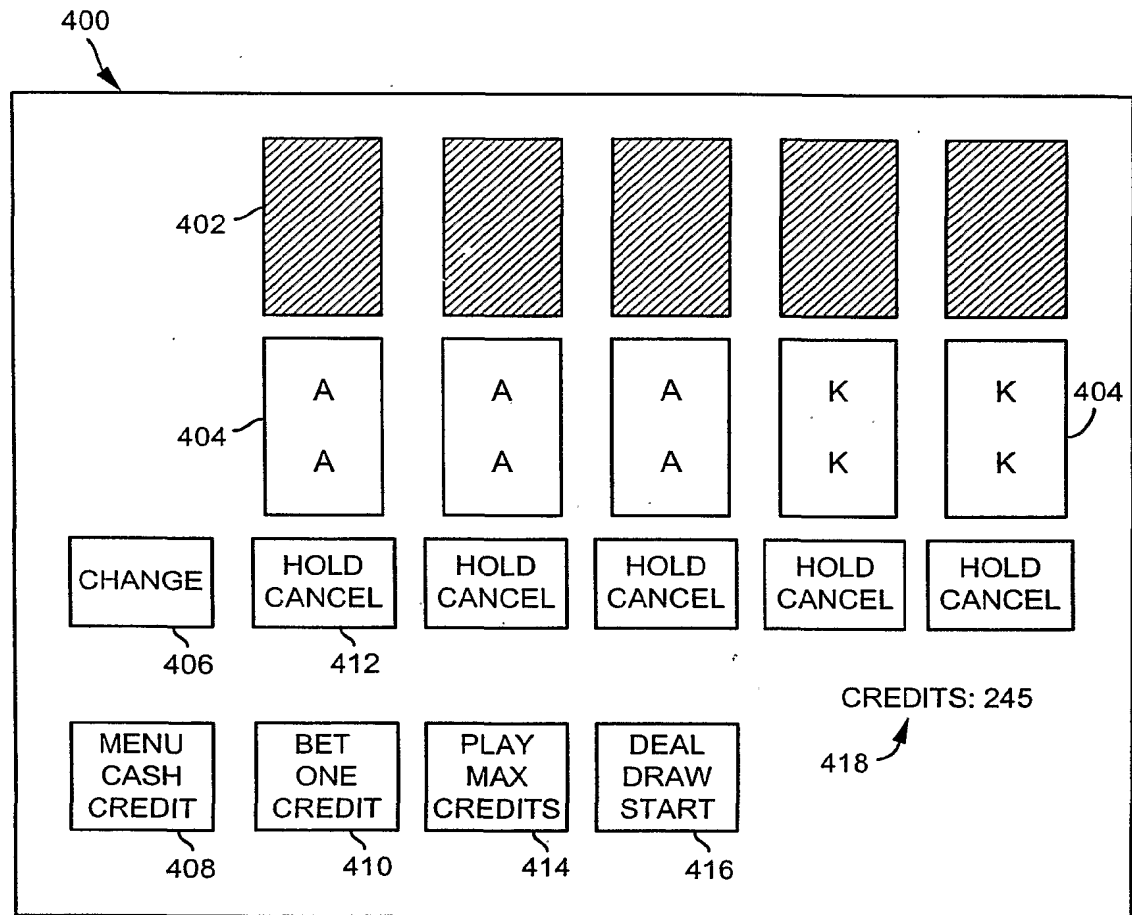 400
402
A A A K K
404
A A A K K
404
CHANGE
HOLD CANCEL
HOLD CANCEL
HOLD CANCEL
HOLD CANCEL
HOLD CANCEL
406
412
CREDITS: 245
418
MENU
CASH
CREDIT
BET
ONE
CREDIT
PLAY
MAX
CREDITS
DEAL
DRAW
START
408
410
414
416